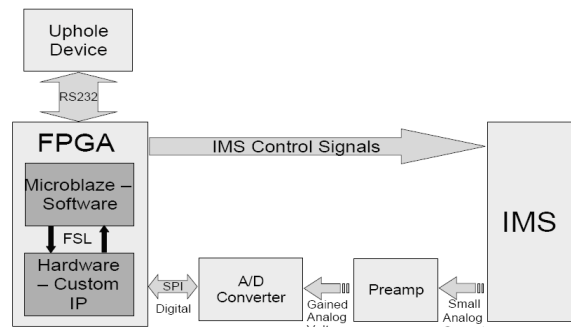 Uphole
Device
RS232
FPGA
IMS Control Signals
Microblaze –
Software
FSL
Hardware
– Custom
IP
SPI
Digital
A/D
Converter
Gained
Analog
Preamp
Small
Analog
IMS